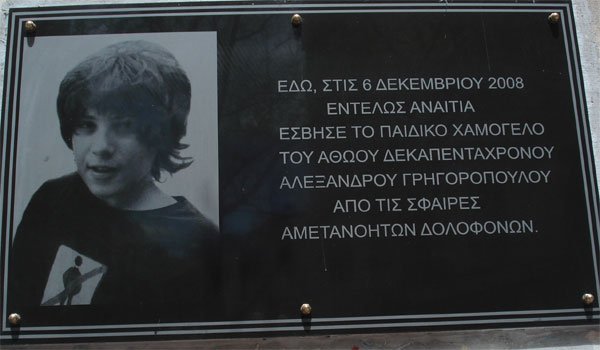 ΕΔΩ, ΣΤΙΣ 6 ΔΕΚΕΜΒΡΙΟΥ 2008
ΕΝΤΕΛΩΣ ΑΝΑΙΤΙΑ
ΕΣΒΗΣΕ ΤΟ ΠΑΙΔΙΚΟ ΧΑΜΟΓΕΛΟ
ΤΟΥ ΑΘΩΟΥ ΔΕΚΑΠΕΝΤΑΧΡΟΝΟΥ
ΑΛΕΞΑΝΔΡΟΥ ΓΡΗΓΟΡΟΠΟΥΛΟΥ
ΑΠΟ ΤΙΣ ΣΦΑΙΡΕΣ
ΑΜΕΤΑΝΟΗΤΩΝ ΔΟΛΟΦΟΝΩΝ.